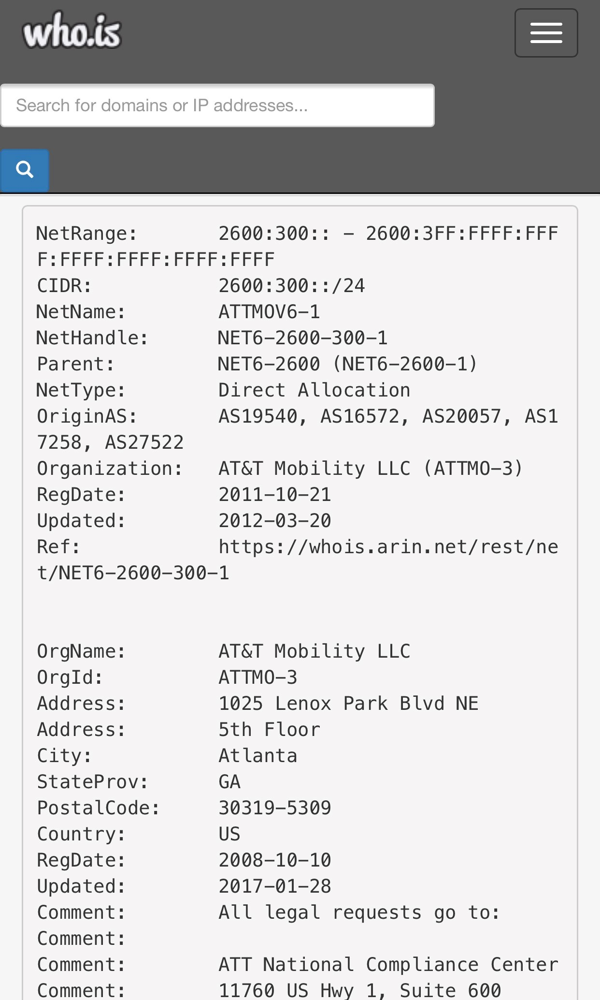 who.is
Search for domains or IP addresses...
NetRange:       2600:300:: - 2600:3FF:FFFF:FFF
F:FFFF:FFFF:FFFF:FFFF
CIDR:           2600:300::/24
NetName:        ATTMOV6-1
NetHandle:      NET6-2600-300-1
Parent:         NET6-2600 (NET6-2600-1)
NetType:        Direct Allocation
OriginAS:       AS19540, AS16572, AS20057, AS1
7258, AS27522
Organization:   AT&T Mobility LLC (ATTMO-3)
RegDate:        2011-10-21
Updated:        2012-03-20
Ref:            https://whois.arin.net/rest/ne
t/NET6-2600-300-1
OrgName:        AT&T Mobility LLC
OrgId:          ATTMO-3
Address:        1025 Lenox Park Blvd NE
Address:        5th Floor
City:           Atlanta
StateProv:      GA
PostalCode:     30319-5309
Country:        US
RegDate:        2008-10-10
Updated:        2017-01-28
Comment:        All legal requests go to:
Comment:
Comment:        ATT National Compliance Center
Comment:        11760 US Hwy 1, Suite 600